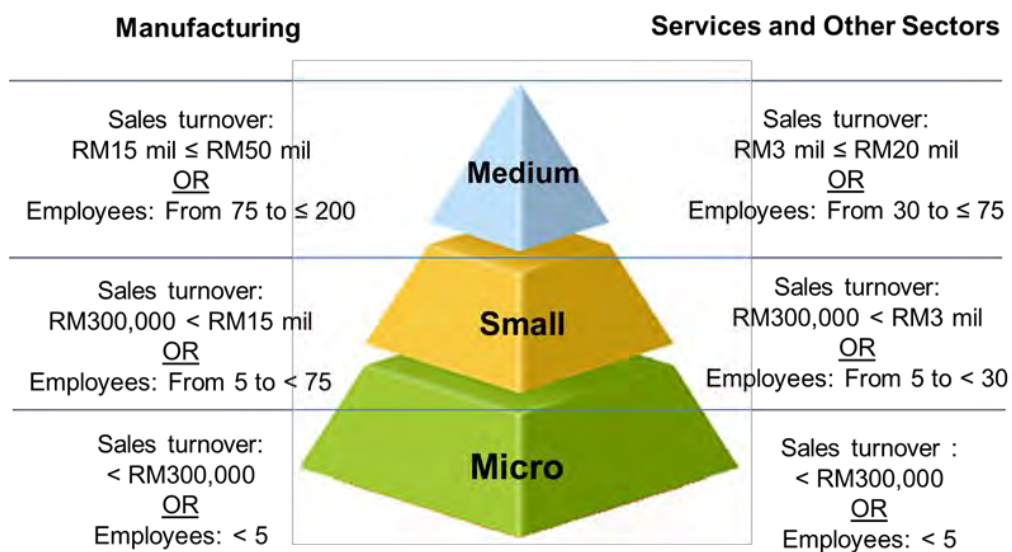 Manufacturing
Services and Other Sectors
Sales turnover:
RM15 mil ≤ RM50 mil
OR
Employees: From 75 to ≤ 200
Medium
Sales turnover:
RM3 mil ≤ RM20 mil
OR
Employees: From 30 to ≤ 75
Sales turnover:
RM300,000 < RM15 mil
OR
Employees: From 5 to < 75
Small
Sales turnover:
RM300,000 < RM3 mil
OR
Employees: From 5 to < 30
Sales turnover:
< RM300,000
OR
Employees: < 5
Micro
Sales turnover :
< RM300,000
OR
Employees: < 5